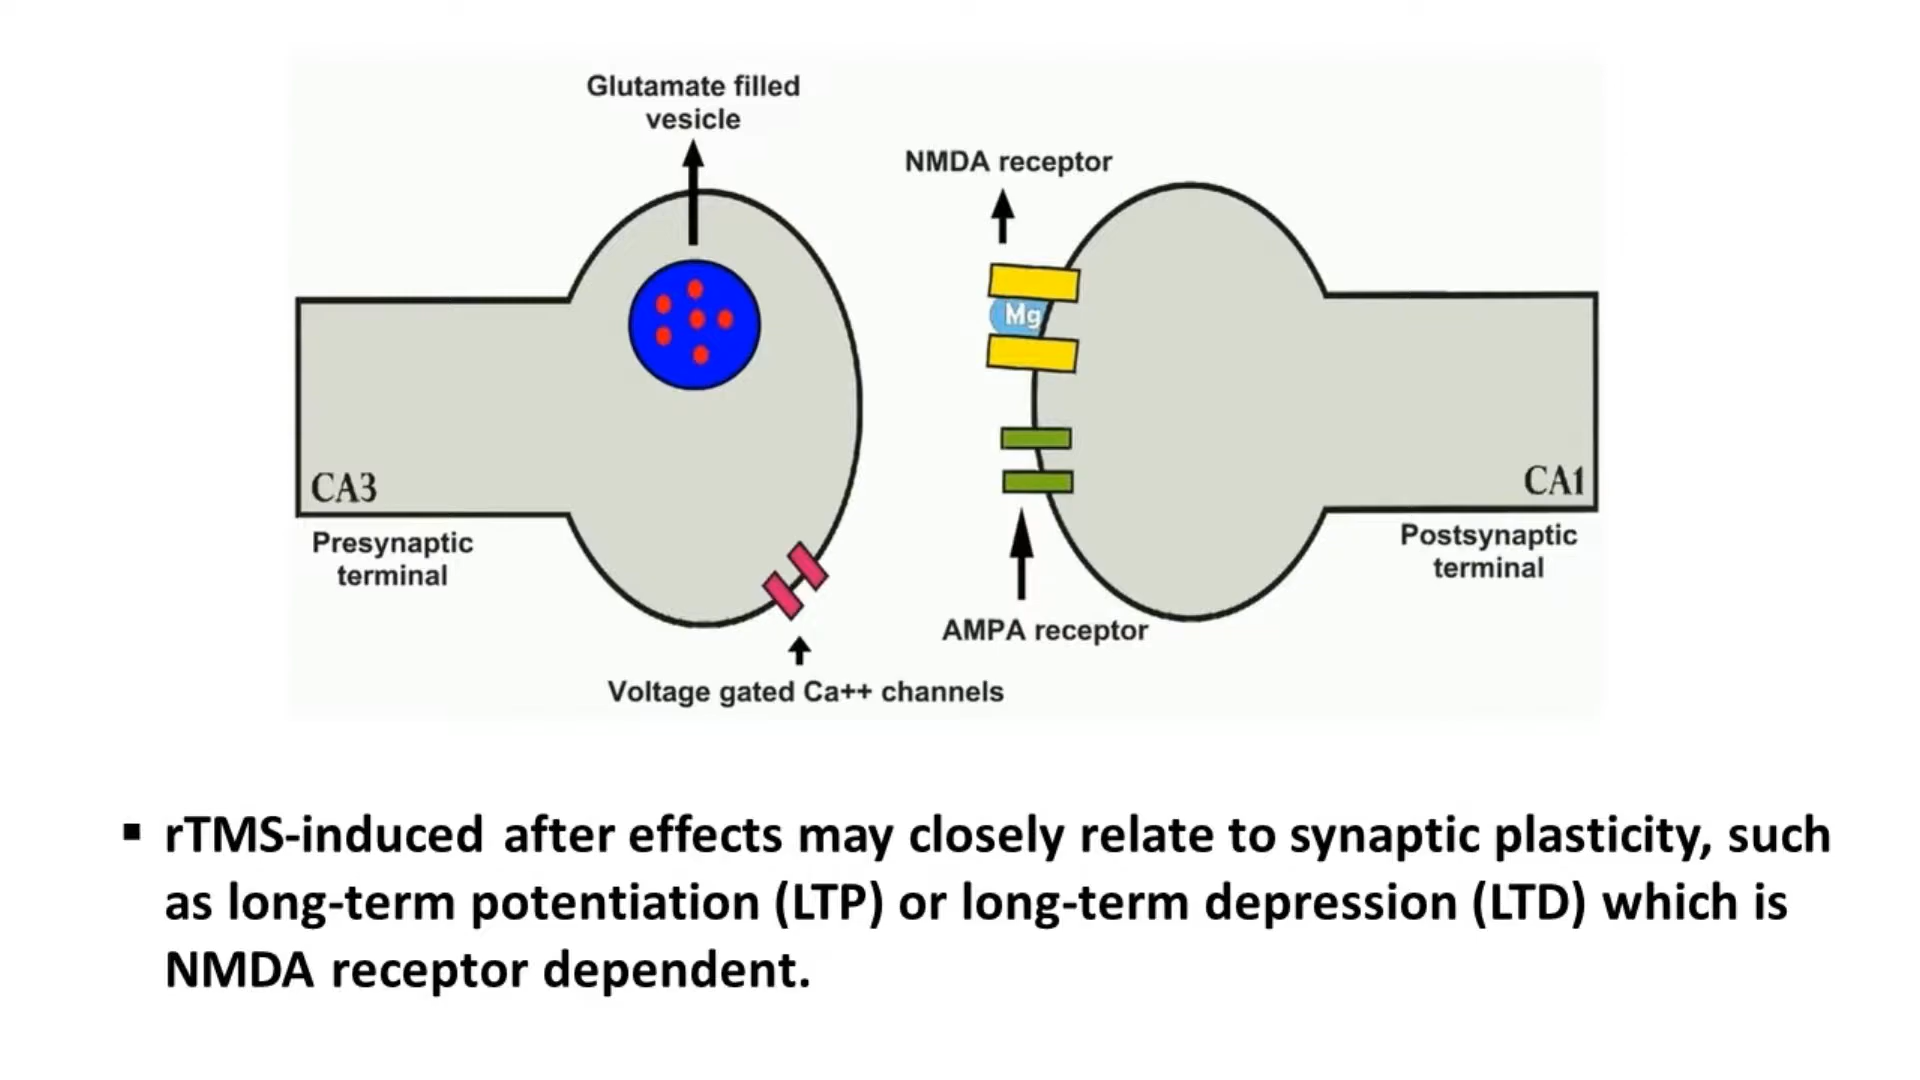 Glutamate filled
vesicle
NMDA receptor
Mg
CA3
CA1
Presynaptic
terminal
Postsynaptic
terminal
AMPA receptor
Voltage gated Ca++ channels
▪ rTMS-induced after effects may closely relate to synaptic plasticity, such
as long-term potentiation (LTP) or long-term depression (LTD) which is
NMDA receptor dependent.